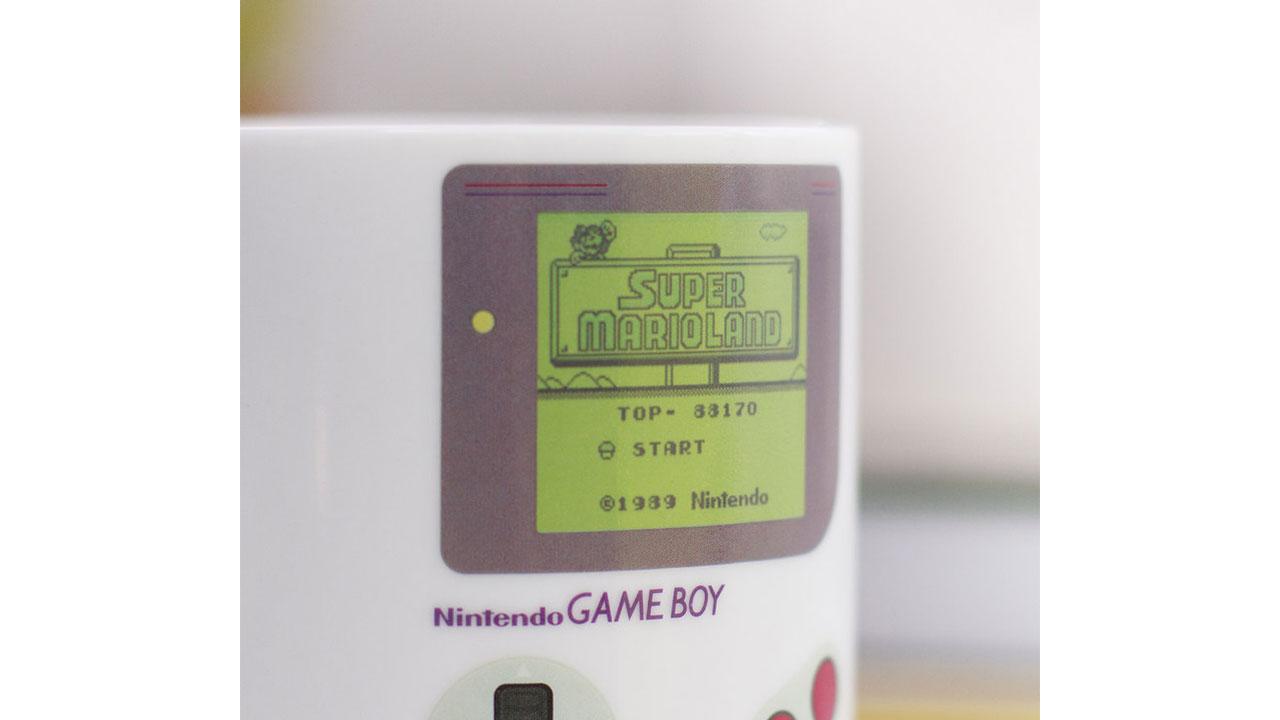 SUPER
MARIOLAND
TOP- 88170
START
©1989 Nintendo
Nintendo GAME BOY